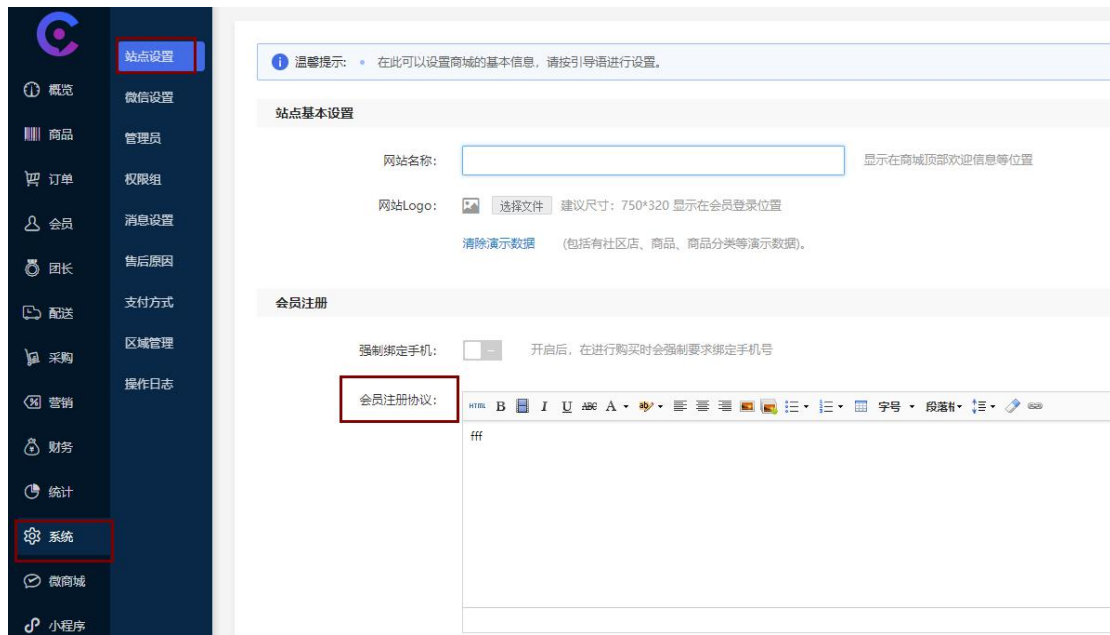 概览
商品
订单
会员
团长
配送
采购
营销
财务
统计
系统
微商城
小程序
站点设置
微信设置
管理员
权限组
消息设置
售后原因
支付方式
区域管理
操作日志
温馨提示: • 在此可以设置商城的基本信息，请按引导语进行设置。
站点基本设置
网站名称: 显示在商城顶部欢迎信息等位置
网站Logo: 选择文件 建议尺寸：750*320 显示在会员登录位置
清除演示数据 (包括有社区店、商品、商品分类等演示数据)。
会员注册
强制绑定手机: 开启后，在进行购买时会强制要求绑定手机号
会员注册协议:
HTML B I U ABC A ab 字号 段落
fff